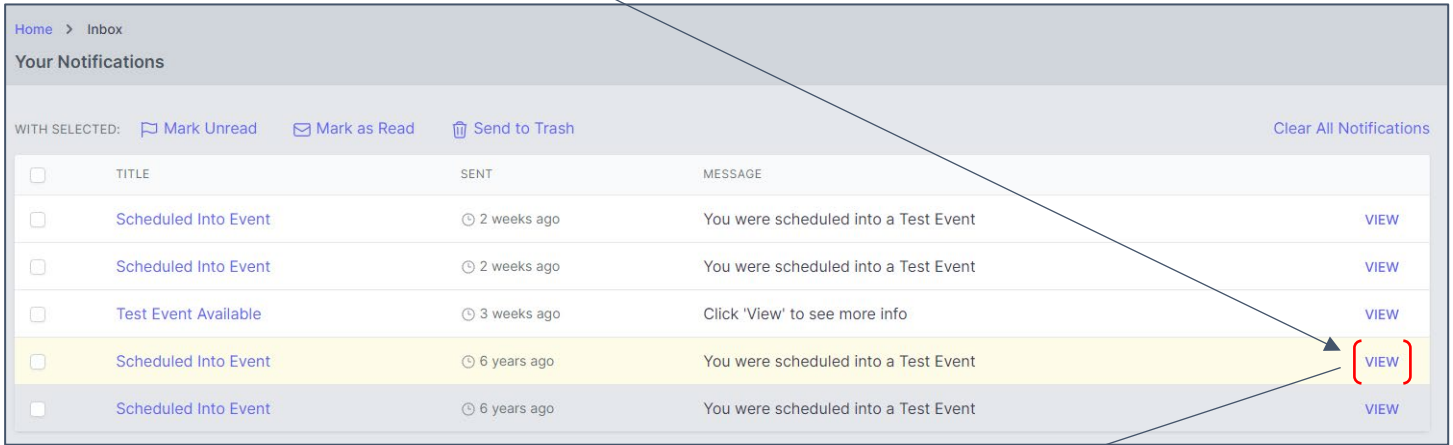 Home > Inbox
Your Notifications
WITH SELECTED: Mark Unread Mark as Read Send to Trash Clear All Notifications
TITLE SENT MESSAGE
Scheduled Into Event 2 weeks ago You were scheduled into a Test Event VIEW
Scheduled Into Event 2 weeks ago You were scheduled into a Test Event VIEW
Test Event Available 3 weeks ago Click 'View' to see more info VIEW
Scheduled Into Event 6 years ago You were scheduled into a Test Event VIEW
Scheduled Into Event 6 years ago You were scheduled into a Test Event VIEW